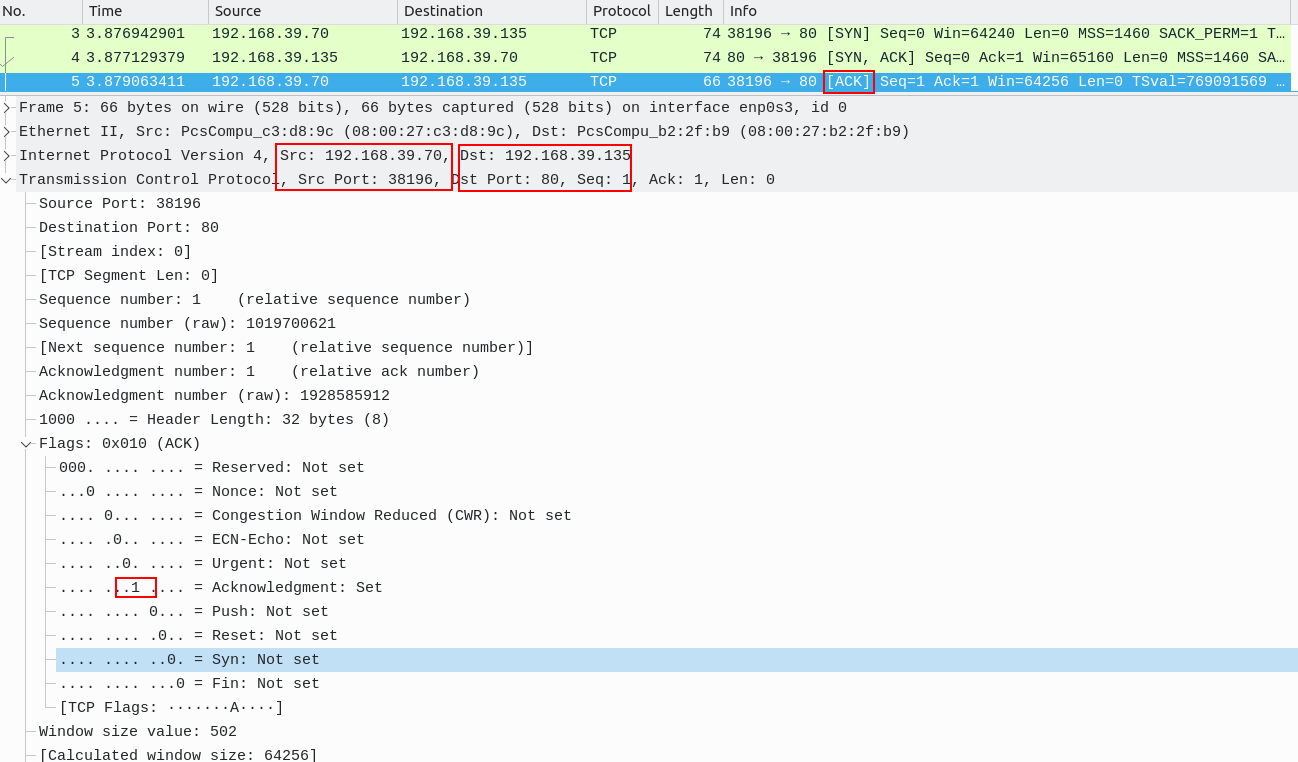 No. Time Source Destination Protocol Length Info
3 3.876942901 192.168.39.70 192.168.39.135 TCP 74 38196 → 80 [SYN] Seq=0 Win=64240 Len=0 MSS=1460 SACK_PERM=1 T…
4 3.877129379 192.168.39.135 192.168.39.70 TCP 74 80 → 38196 [SYN, ACK] Seq=0 Ack=1 Win=65160 Len=0 MSS=1460 SA…
5 3.879063411 192.168.39.70 192.168.39.135 TCP 66 38196 → 80 [ACK] Seq=1 Ack=1 Win=64256 Len=0 TSval=769091569 …
Frame 5: 66 bytes on wire (528 bits), 66 bytes captured (528 bits) on interface enp0s3, id 0
Ethernet II, Src: PcsCompu_c3:d8:9c (08:00:27:c3:d8:9c), Dst: PcsCompu_b2:2f:b9 (08:00:27:b2:2f:b9)
Internet Protocol Version 4, Src: 192.168.39.70, Dst: 192.168.39.135
Transmission Control Protocol, Src Port: 38196, Dst Port: 80, Seq: 1, Ack: 1, Len: 0
Source Port: 38196
Destination Port: 80
[Stream index: 0]
[TCP Segment Len: 0]
Sequence number: 1    (relative sequence number)
Sequence number (raw): 1019700621
[Next sequence number: 1    (relative sequence number)]
Acknowledgment number: 1    (relative ack number)
Acknowledgment number (raw): 1928585912
1000 .... = Header Length: 32 bytes (8)
Flags: 0x010 (ACK)
000. .... .... = Reserved: Not set
...0 .... .... = Nonce: Not set
.... 0... .... = Congestion Window Reduced (CWR): Not set
.... .0.. .... = ECN-Echo: Not set
.... ..0. .... = Urgent: Not set
.... ...1 .... = Acknowledgment: Set
.... .... 0... = Push: Not set
.... .... .0.. = Reset: Not set
.... .... ..0. = Syn: Not set
.... .... ...0 = Fin: Not set
[TCP Flags: ·······A····]
Window size value: 502
[Calculated window size: 64256]